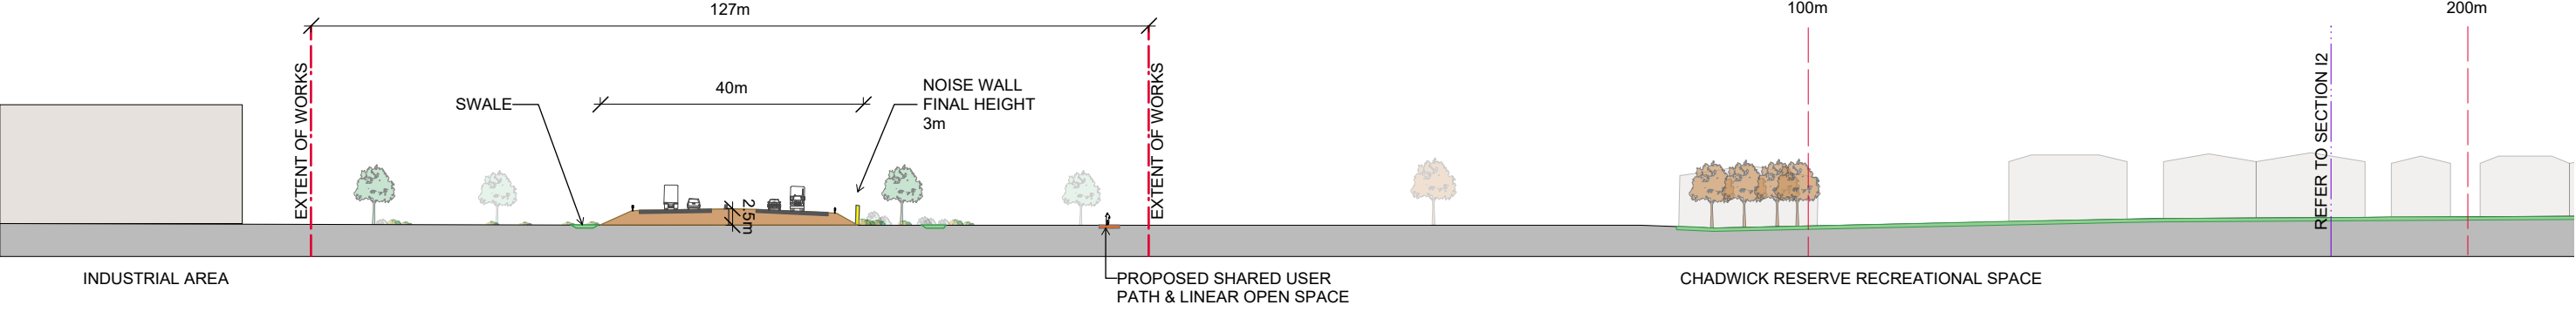 127m
100m
200m
EXTENT OF WORKS
SWALE
40m
NOISE WALL
FINAL HEIGHT
3m
EXTENT OF WORKS
REFER TO SECTION I2
2.5m
INDUSTRIAL AREA
PROPOSED SHARED USER
PATH & LINEAR OPEN SPACE
CHADWICK RESERVE RECREATIONAL SPACE